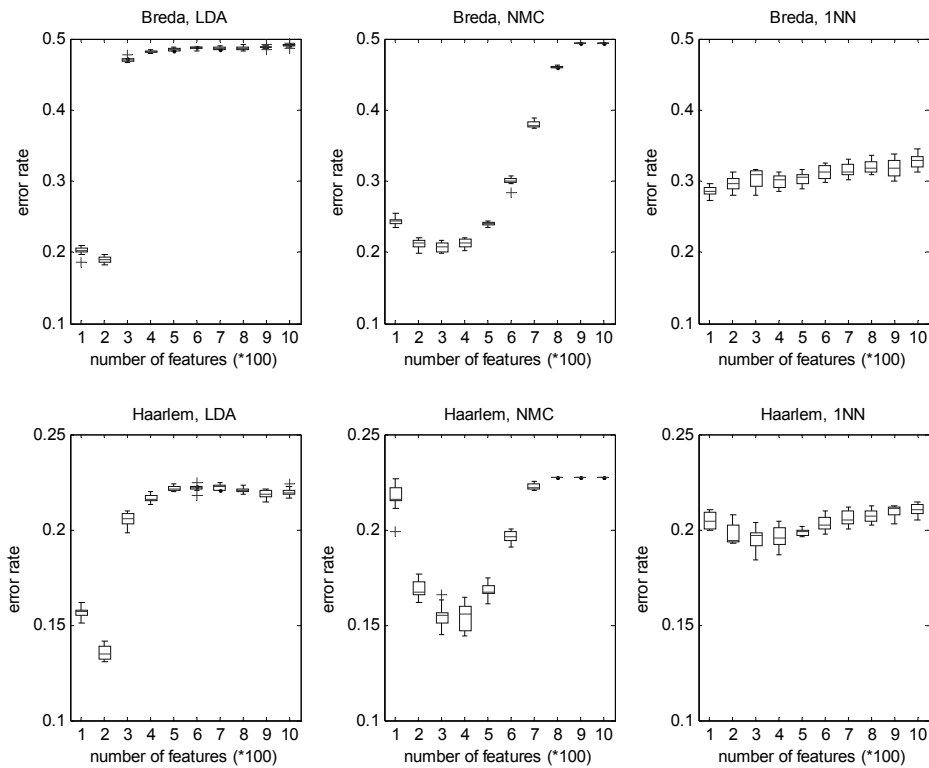 Breda, LDA
0.5
0.4
0.3
0.2
0.1
error rate
1 2 3 4 5 6 7 8 9 10
number of features (*100)
Breda, NMC
0.5
0.4
0.3
0.2
0.1
error rate
1 2 3 4 5 6 7 8 9 10
number of features (*100)
Breda, 1NN
0.5
0.4
0.3
0.2
0.1
error rate
1 2 3 4 5 6 7 8 9 10
number of features (*100)
Haarlem, LDA
0.25
0.2
0.15
0.1
error rate
1 2 3 4 5 6 7 8 9 10
number of features (*100)
Haarlem, NMC
0.25
0.2
0.15
0.1
error rate
1 2 3 4 5 6 7 8 9 10
number of features (*100)
Haarlem, 1NN
0.25
0.2
0.15
0.1
error rate
1 2 3 4 5 6 7 8 9 10
number of features (*100)